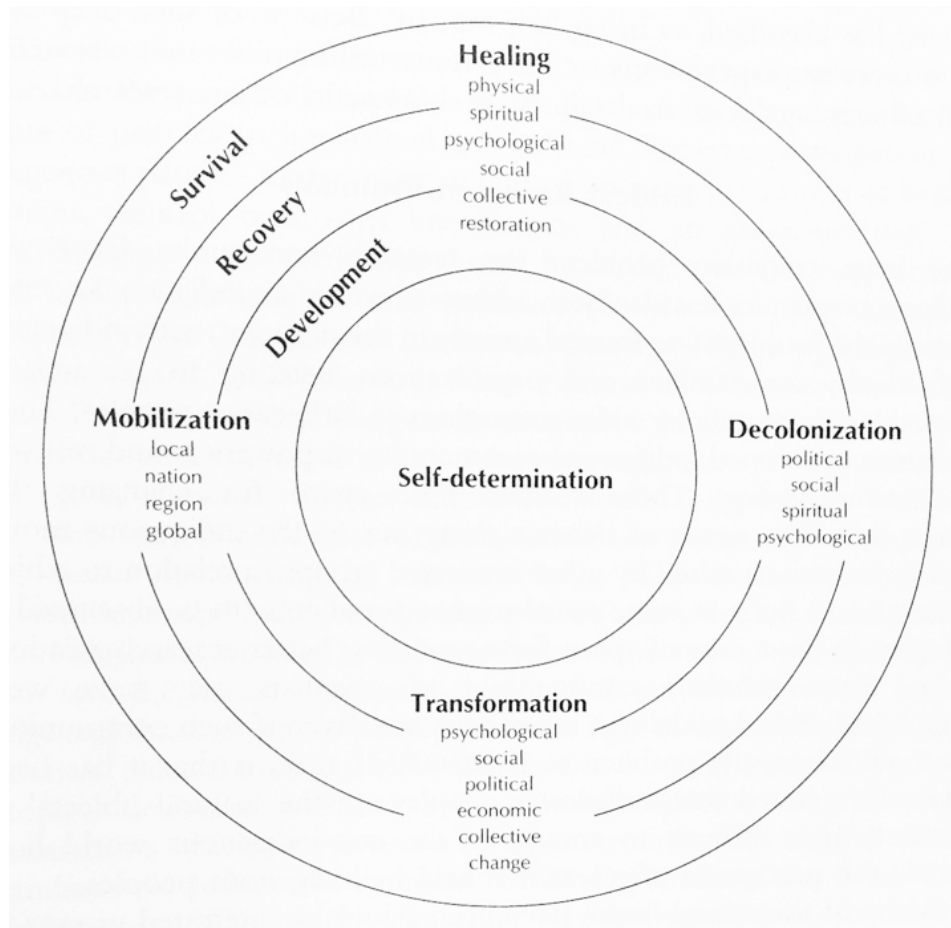 Healing
physical
spiritual
psychological
social
collective
restoration
Survival
Recovery
Development
Mobilization
local
nation
region
global
Self-determination
Decolonization
political
social
spiritual
psychological
Transformation
psychological
social
political
economic
collective
change